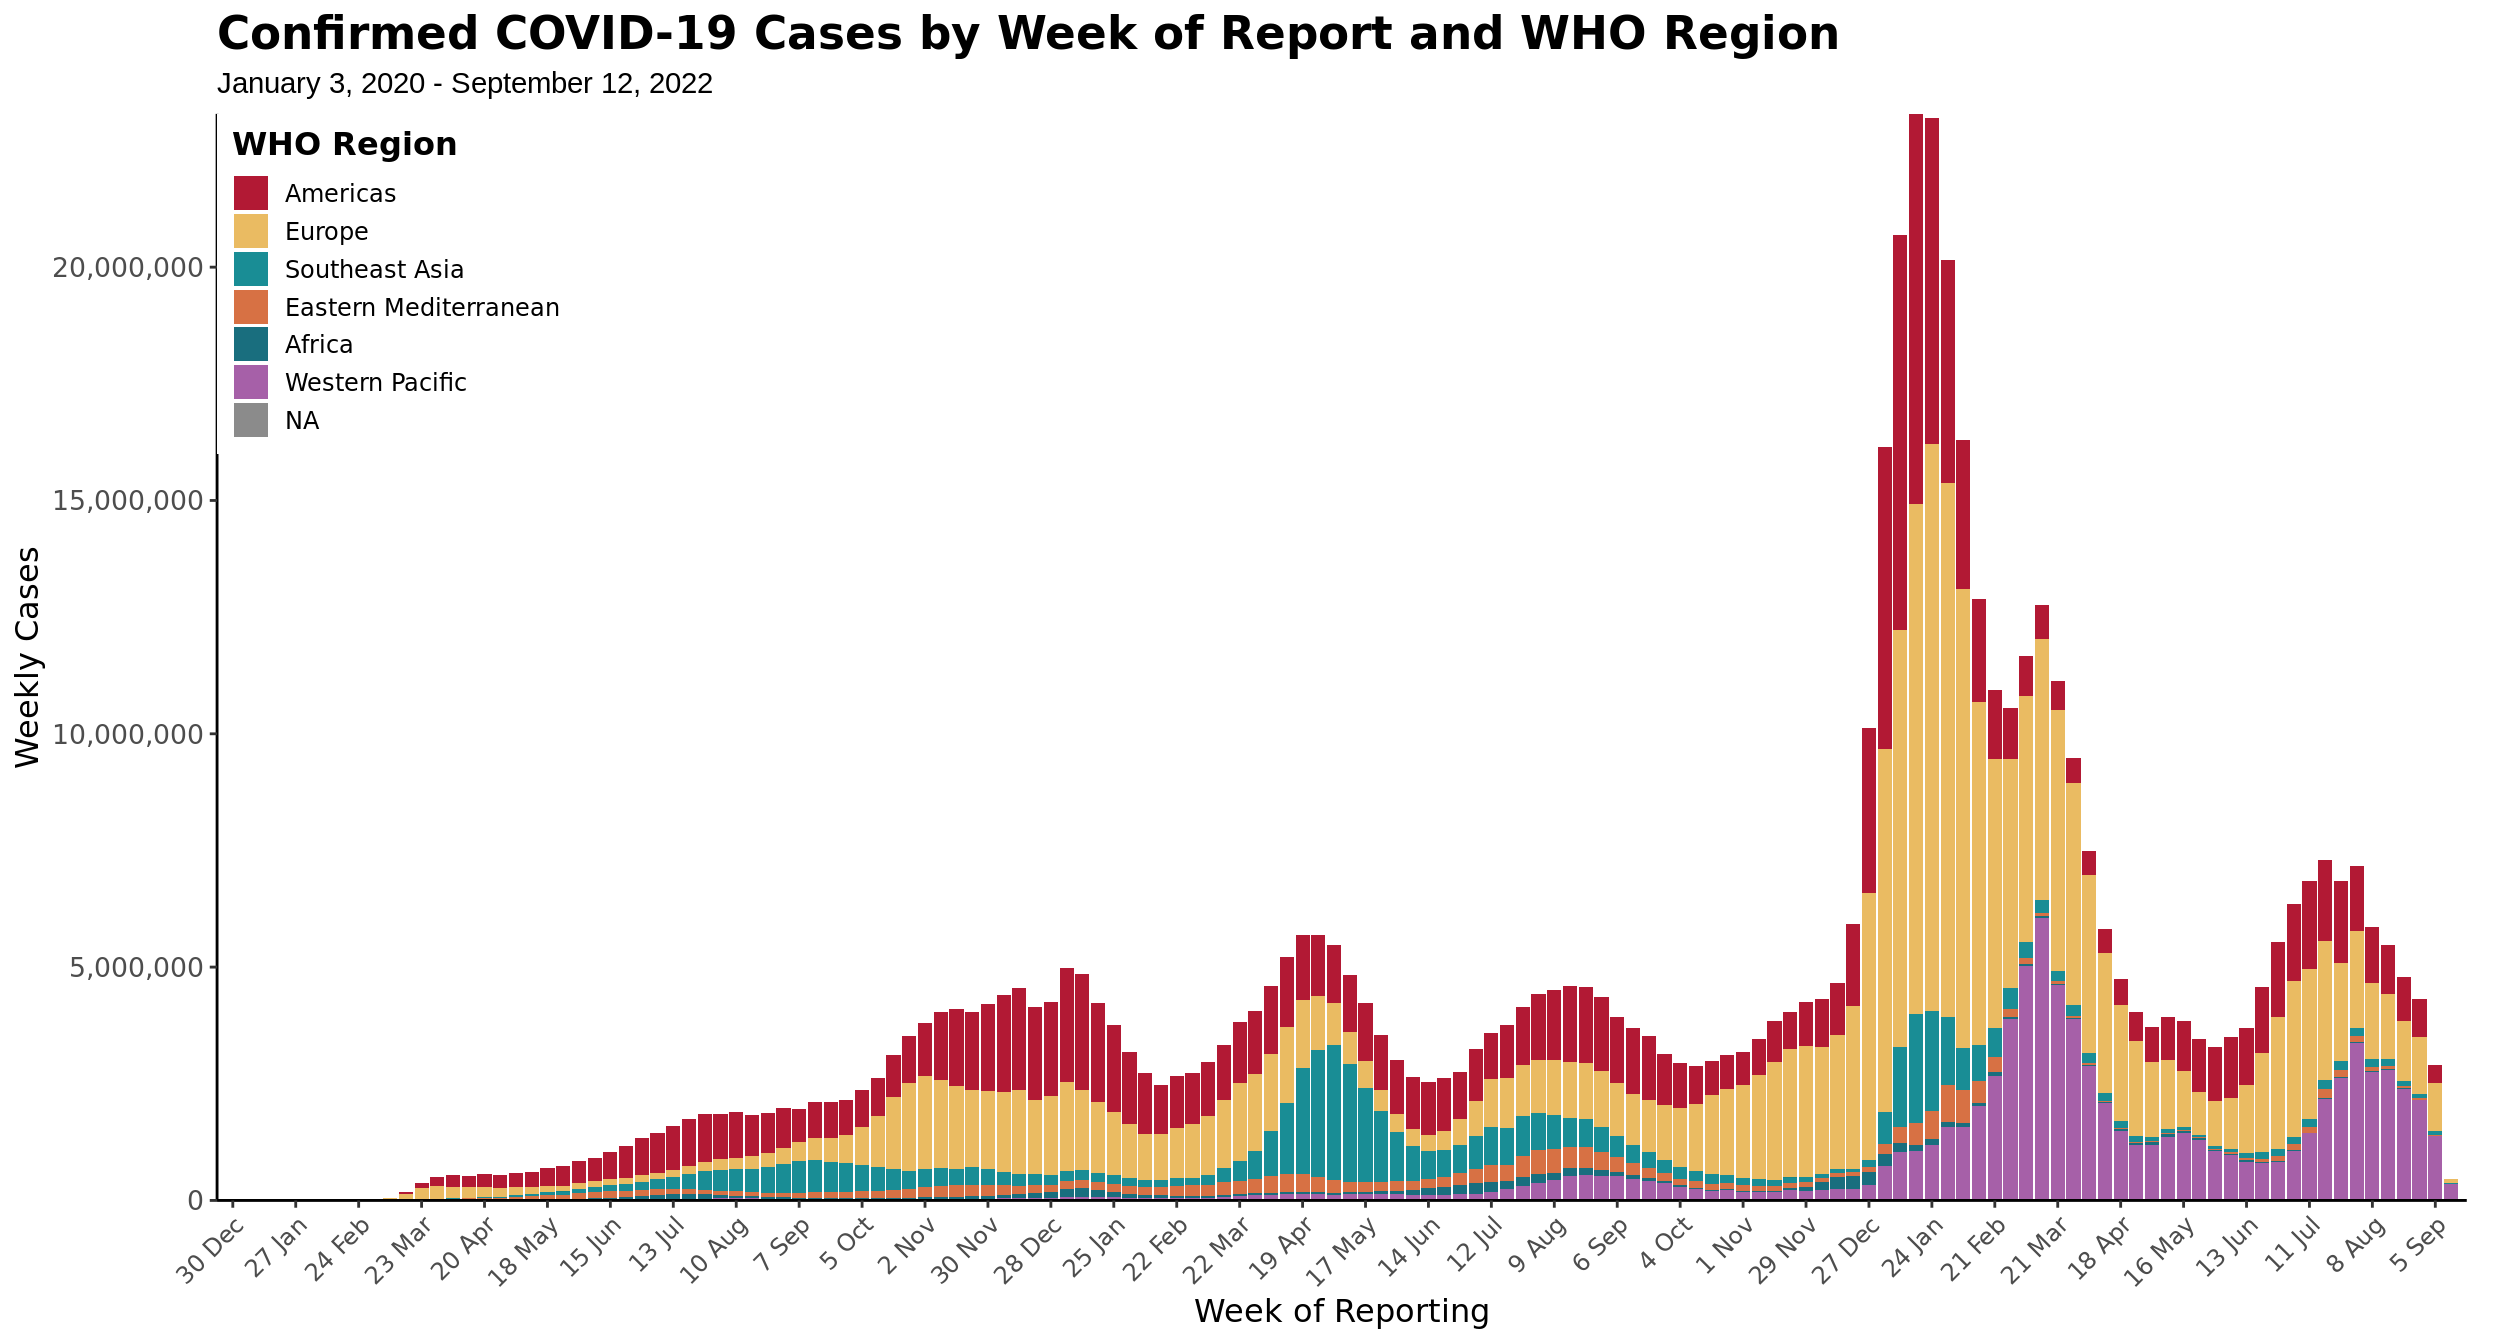 Confirmed COVID-19 Cases by Week of Report and WHO Region
January 3, 2020 - September 12, 2022
WHO Region
Americas
Europe
Southeast Asia
Eastern Mediterranean
Africa
Western Pacific
NA
20,000,000
15,000,000
10,000,000
5,000,000
0
Weekly Cases
30 Dec
27 Jan
24 Feb
23 Mar
20 Apr
18 May
15 Jun
13 Jul
10 Aug
7 Sep
5 Oct
2 Nov
30 Nov
28 Dec
25 Jan
22 Feb
22 Mar
19 Apr
17 May
14 Jun
12 Jul
9 Aug
6 Sep
4 Oct
1 Nov
29 Nov
27 Dec
24 Jan
21 Feb
21 Mar
18 Apr
16 May
13 Jun
11 Jul
8 Aug
5 Sep
Week of Reporting